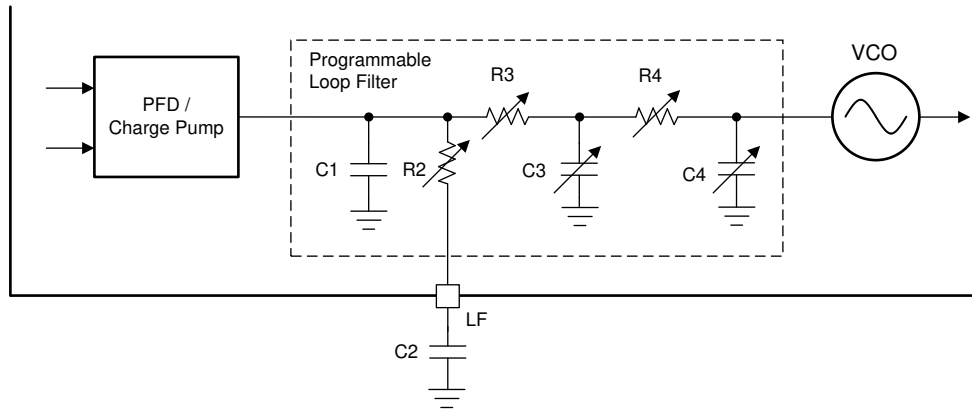 Programmable
Loop Filter
VCO
R3
R4
PFD /
Charge Pump
C1
R2
C3
C4
LF
C2